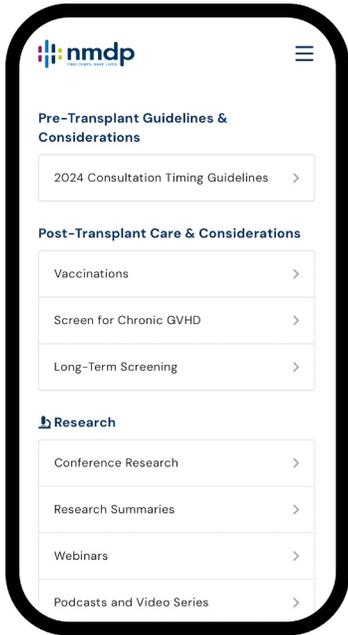 nmdp
FIND CURES. SAVE LIVES.
Pre-Transplant Guidelines &
Considerations
2024 Consultation Timing Guidelines
Post-Transplant Care & Considerations
Vaccinations
Screen for Chronic GVHD
Long-Term Screening
Research
Conference Research
Research Summaries
Webinars
Podcasts and Video Series